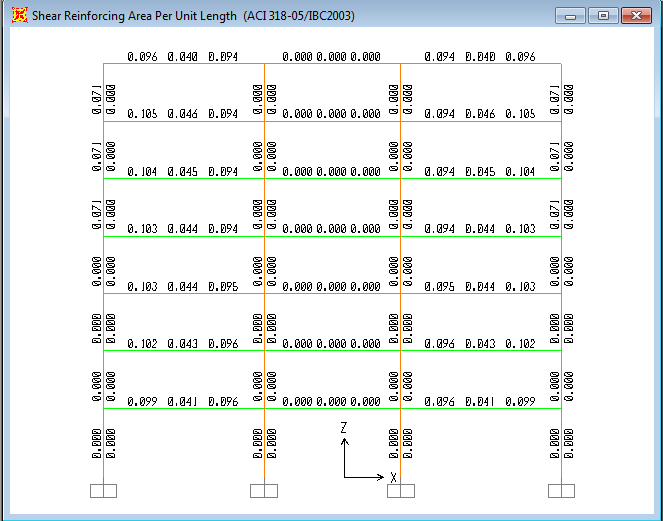 Shear Reinforcing Area Per Unit Length (ACI 318-05/IBC2003)
0.096 0.040 0.094 0.000 0.000 0.000 0.094 0.040 0.096
0.071 0.000 0.000 0.000 0.000 0.000 0.071 0.000
0.105 0.046 0.094 0.000 0.000 0.000 0.094 0.046 0.105
0.071 0.000 0.000 0.000 0.000 0.000 0.071 0.000
0.104 0.045 0.094 0.000 0.000 0.000 0.094 0.045 0.104
0.071 0.000 0.000 0.000 0.000 0.000 0.071 0.000
0.103 0.044 0.094 0.000 0.000 0.000 0.094 0.044 0.103
0.000 0.000 0.000 0.000 0.000 0.000 0.000 0.000
0.103 0.044 0.095 0.000 0.000 0.000 0.095 0.044 0.103
0.000 0.000 0.000 0.000 0.000 0.000 0.000 0.000
0.102 0.043 0.096 0.000 0.000 0.000 0.096 0.043 0.102
0.000 0.000 0.000 0.000 0.000 0.000 0.000 0.000
0.099 0.041 0.096 0.000 0.000 0.000 0.096 0.041 0.099
0.000 0.000 0.000 0.000 0.000 0.000 0.000 0.000
Z
X